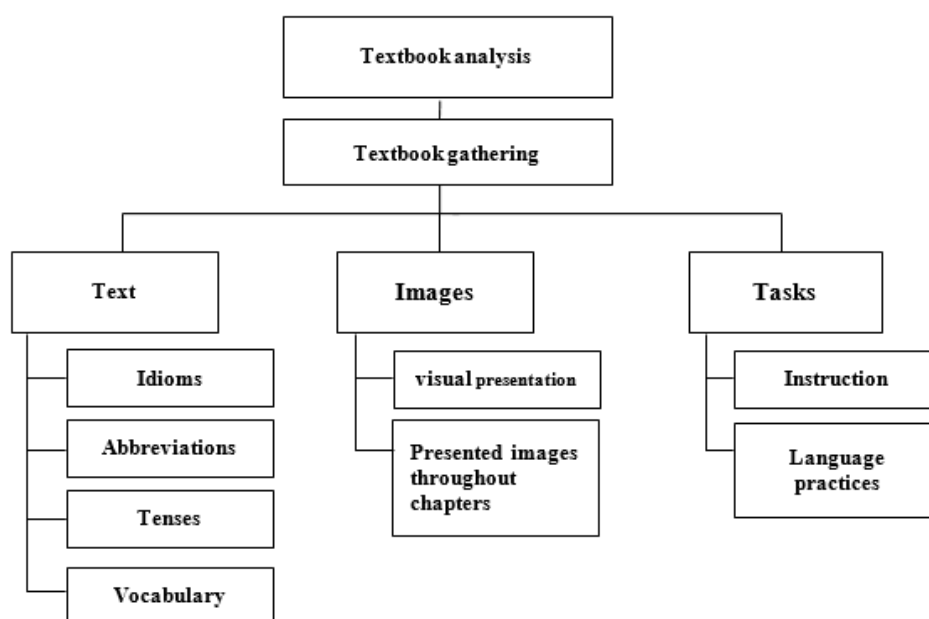 Textbook analysis
Textbook gathering
Text
Idioms
Abbreviations
Tenses
Vocabulary
Images
visual presentation
Presented images
throughout
chapters
Tasks
Instruction
Language
practices